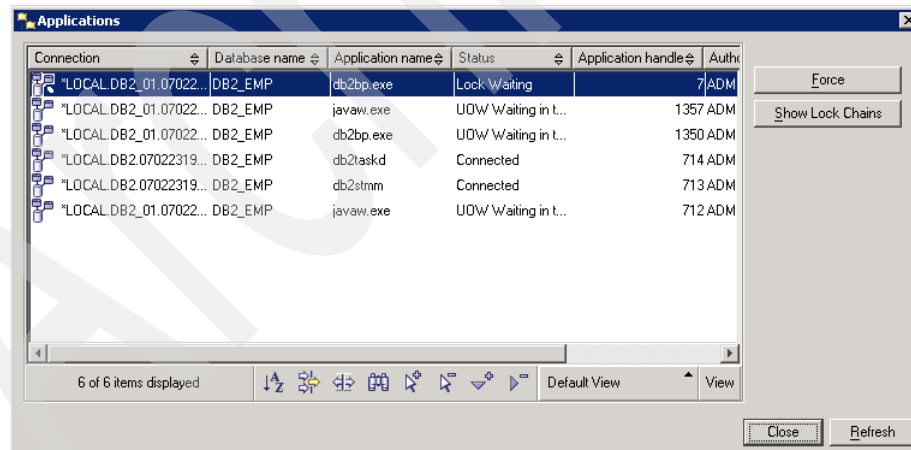 Applications
Connection Database name Application name Status Application handle Autho
*LOCAL.DB2_01.07022... DB2_EMP db2bp.exe Lock Waiting 7 ADM
*LOCAL.DB2_01.07022... DB2_EMP javaw.exe UOW Waiting in t... 1357 ADM
*LOCAL.DB2_01.07022... DB2_EMP db2bp.exe UOW Waiting in t... 1350 ADM
*LOCAL.DB2.07022319... DB2_EMP db2taskd Connected 714 ADM
*LOCAL.DB2.07022319... DB2_EMP db2stmm Connected 713 ADM
*LOCAL.DB2_01.07022... DB2_EMP javaw.exe UOW Waiting in t... 712 ADM
Force
Show Lock Chains
6 of 6 items displayed Default View View
Close Refresh